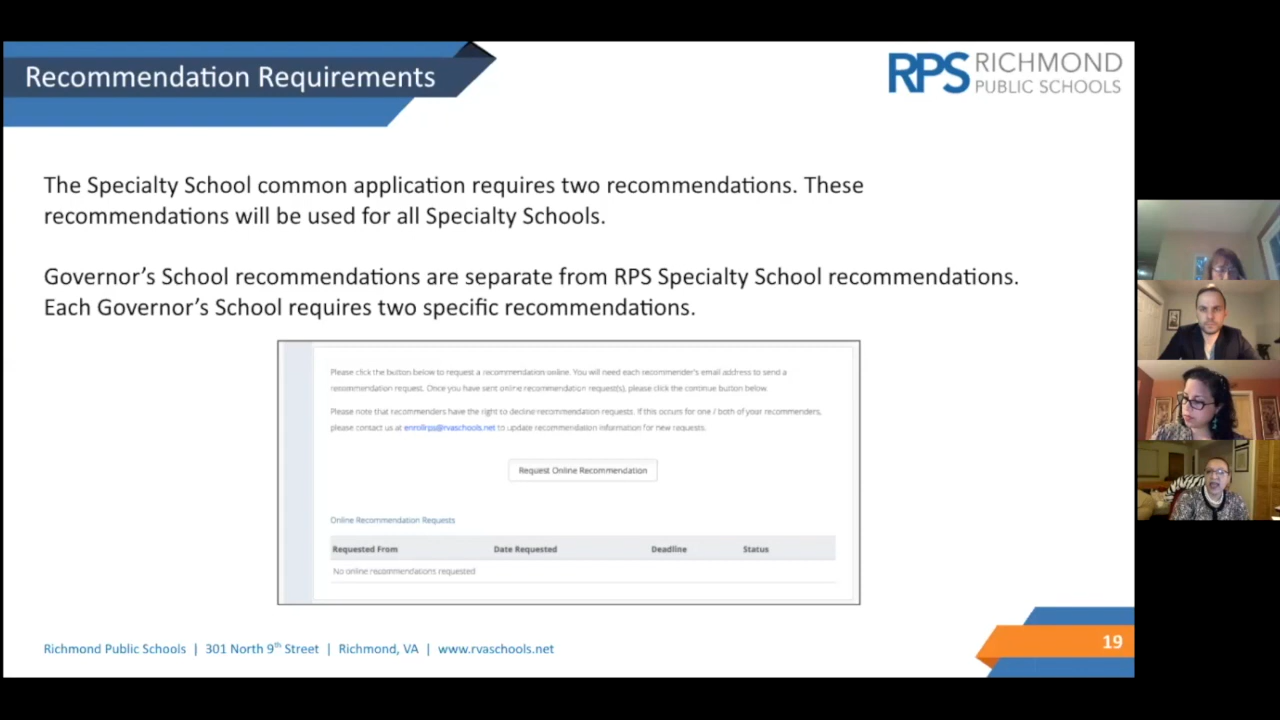 Recommendation Requirements
RPS RICHMOND
PUBLIC SCHOOLS
The Specialty School common application requires two recommendations. These
recommendations will be used for all Specialty Schools.
Governor's School recommendations are separate from RPS Specialty School recommendations.
Each Governor's School requires two specific recommendations.
Please click the button below to request a recommendation online. You will need each recommender's email address to send a
recommendation request. Once you have sent online recommendation request(s), please click the continue button below.
Please note that recommenders have the right to decline recommendation requests. If this occurs for one / both of your recommenders,
please contact us at enrollrps@rvaschools.net to update recommendation information for new requests.
Request Online Recommendation
Online Recommendation Requests
Requested From Date Requested Deadline Status
No online recommendations requested
Richmond Public Schools | 301 North 9th Street | Richmond, VA | www.rvaschools.net
19